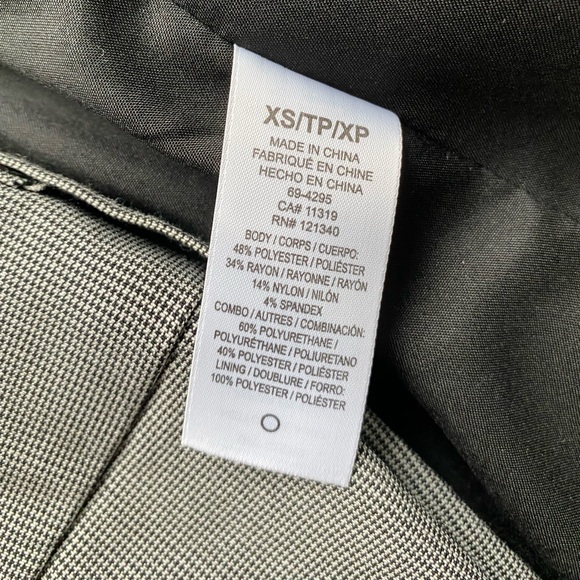 XS/TP/XP
MADE IN CHINA
FABRIQUÉ EN CHINE
HECHO EN CHINA
69-4295
CA# 11319
RN# 121340
BODY / CORPS / CUERPO:
48% POLYESTER / POLIÉSTER
34% RAYON / RAYONNE / RAYÓN
14% NYLON / NILÓN
4% SPANDEX
COMBO / AUTRES / COMBINACIÓN:
60% POLYURETHANE /
POLYURÉTHANE / POLIURETANO
40% POLYESTER / POLIÉSTER
LINING / DOUBLURE / FORRO:
100% POLYESTER / POLIÉSTER